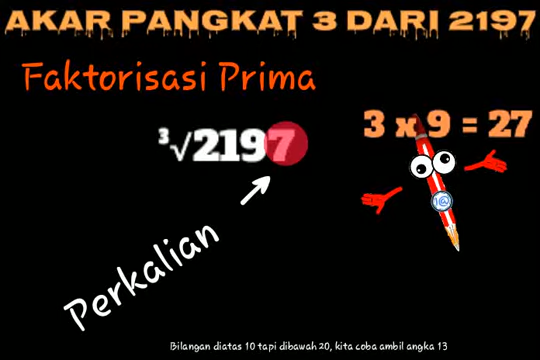 AKAR PANGKAT 3 DARI 2197
Faktorisasi Prima
³√2197
3 x 9 = 27
Perkalian
Bilangan diatas 10 tapi dibawah 20, kita coba ambil angka 13